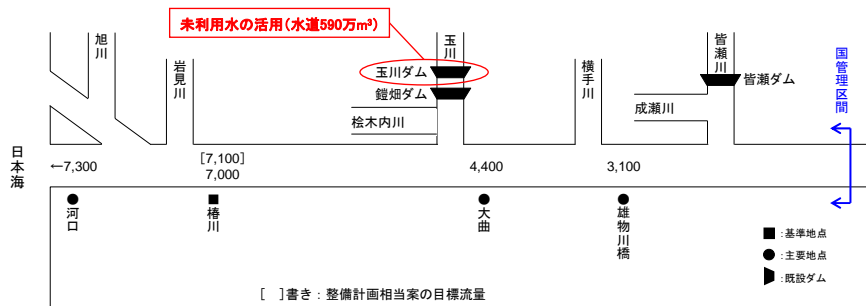 未利用水の活用（水道590万m³）
旭川
岩見川
玉川
玉川ダム
鎧畑ダム
桧木内川
横手川
成瀬川
皆瀬川
皆瀬ダム
国管理区間
日本海
←7,300
[7,100]
7,000
4,400
3,100
河口
椿川
大曲
雄物川橋
■：基準地点
●：主要地点
：既設ダム
[　]書き：整備計画相当案の目標流量